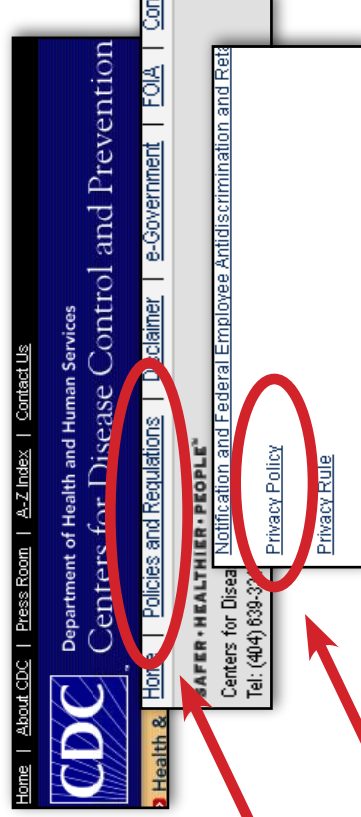 Home | About CDC | Press Room | A-Z Index | Contact Us
CDC
Department of Health and Human Services
Centers for Disease Control and Prevention
Health &
Home | Policies and Regulations | Disclaimer | e-Government | FOIA | Con
SAFER • HEALTHIER • PEOPLE™
Centers for Disea
Tel: (404) 639-33
Notification and Federal Employee Antidiscrimination and Reta
Privacy Policy
Privacy Rule